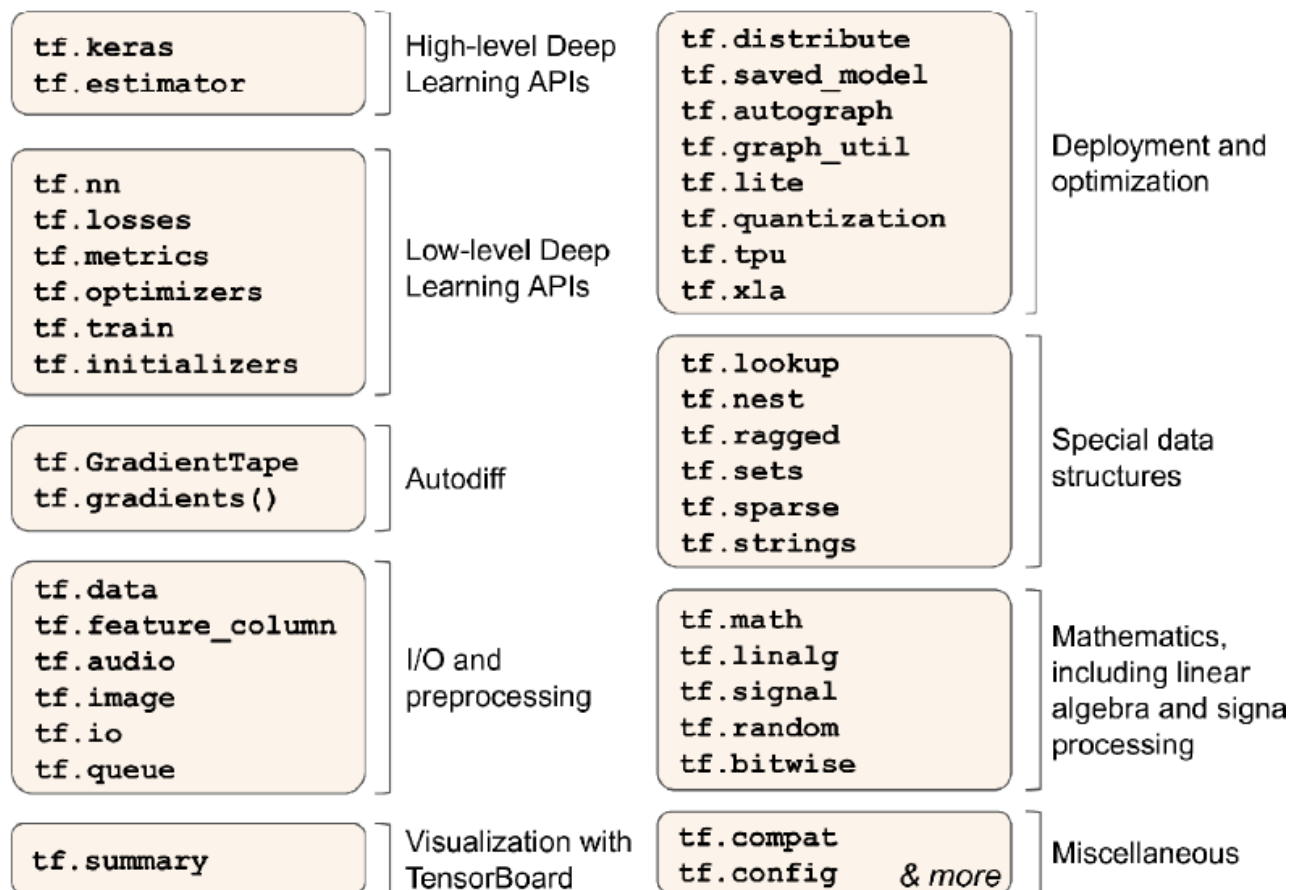 tf.keras
tf.estimator
High-level Deep
Learning APIs
tf.nn
tf.losses
tf.metrics
tf.optimizers
tf.train
tf.initializers
Low-level Deep
Learning APIs
tf.GradientTape
tf.gradients()
Autodiff
tf.data
tf.feature_column
tf.audio
tf.image
tf.io
tf.queue
I/O and
preprocessing
tf.summary
Visualization with
TensorBoard
tf.distribute
tf.saved_model
tf.autograph
tf.graph_util
tf.lite
tf.quantization
tf.tpu
tf.xla
Deployment and
optimization
tf.lookup
tf.nest
tf.ragged
tf.sets
tf.sparse
tf.strings
Special data
structures
tf.math
tf.linalg
tf.signal
tf.random
tf.bitwise
Mathematics,
including linear
algebra and signa
processing
tf.compat
tf.config & more
Miscellaneous